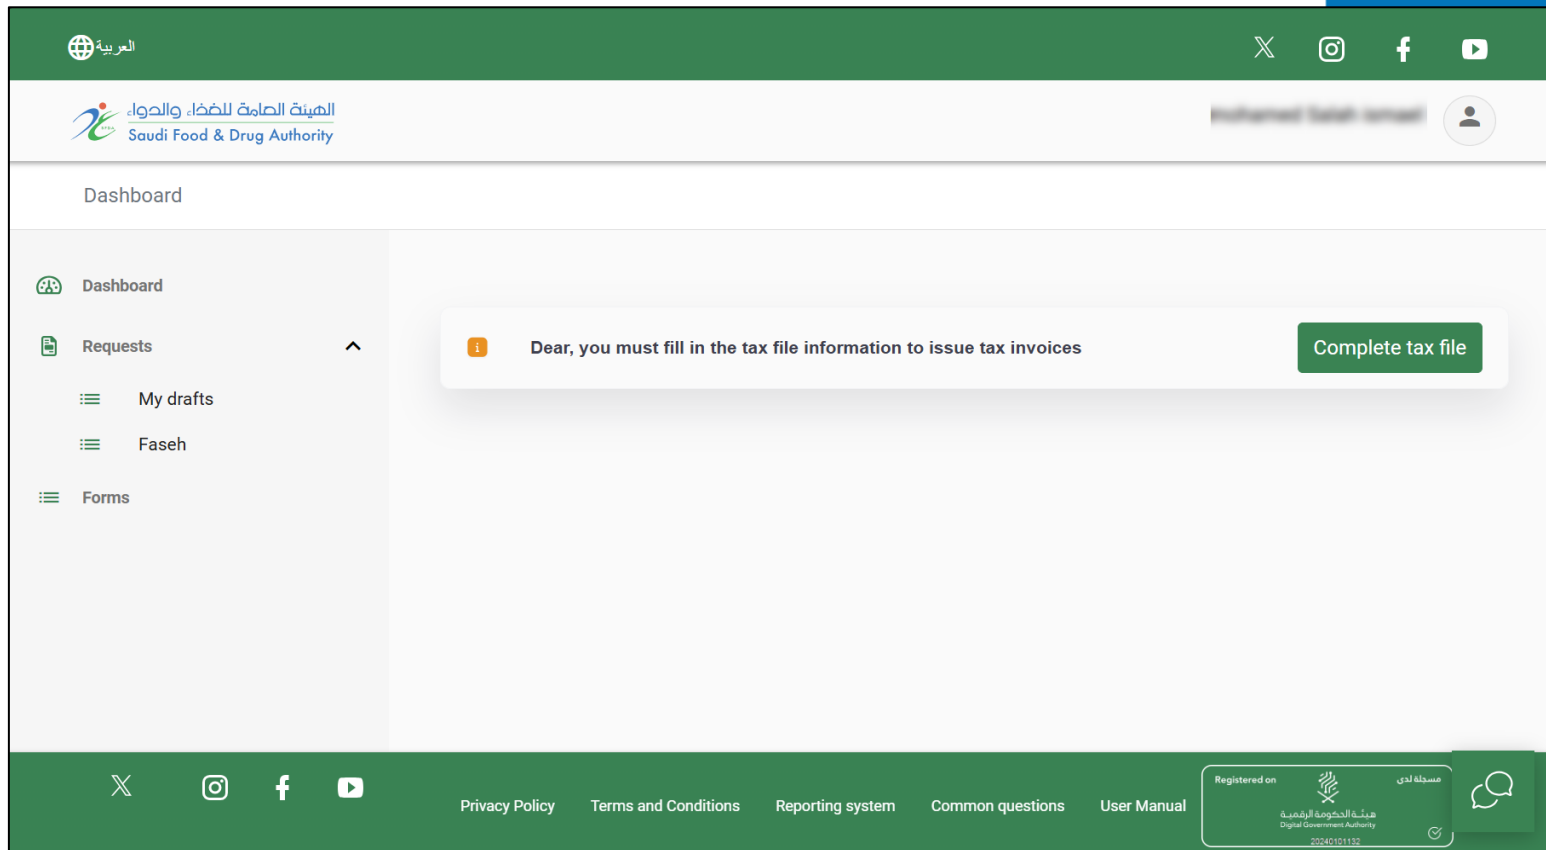 العربية
الهيئة العامة للغذاء والدواء
Saudi Food & Drug Authority
Dashboard
Dashboard
Requests
My drafts
Faseh
Forms
Dear, you must fill in the tax file information to issue tax invoices
Complete tax file
Privacy Policy
Terms and Conditions
Reporting system
Common questions
User Manual
Registered on
مسجلة لدى
هيئة الحكومة الرقمية
Digital Government Authority
20240101132